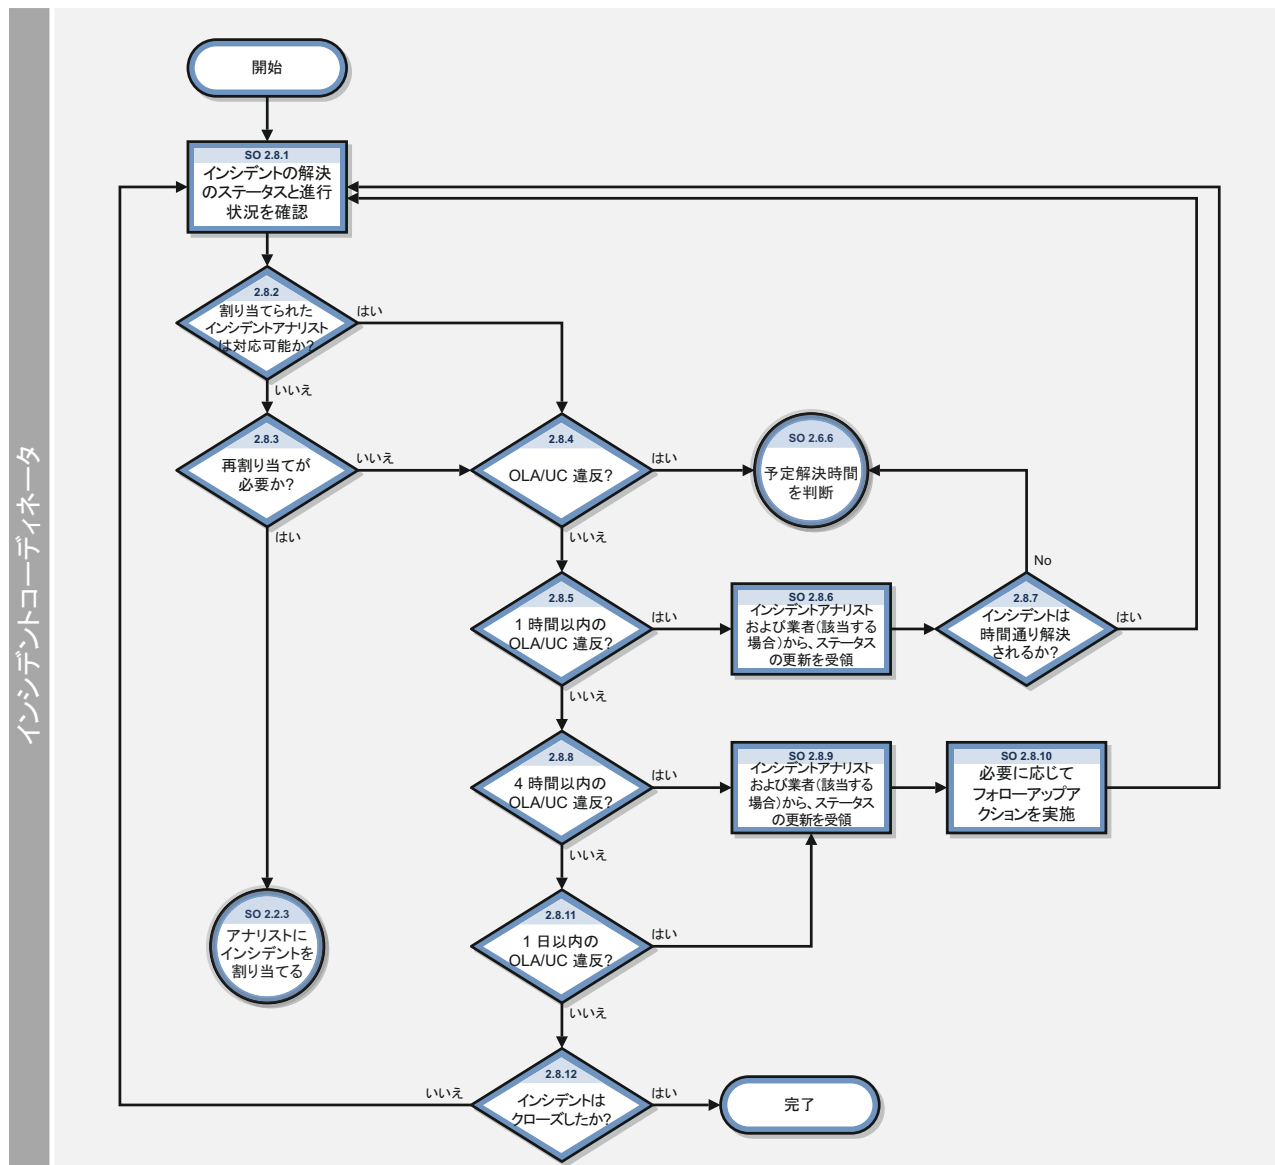 インシデントコーディネータ
開始
SO 2.8.1
インシデントの解決
のステータスと進行
状況を確認
2.8.2
割り当てられた
インシデントアナリスト
は対応可能か?
はい
いいえ
2.8.3
再割り当てが
必要か?
いいえ
はい
2.8.4
OLA/UC 違反?
はい
いいえ
SO 2.6.6
予定解決時間
を判断
2.8.5
1 時間以内の
OLA/UC 違反?
はい
いいえ
SO 2.8.6
インシデントアナリスト
および業者(該当する
場合)から、ステータス
の更新を受領
No
2.8.7
インシデントは
時間通り解決
されるか?
はい
2.8.8
4 時間以内の
OLA/UC 違反?
はい
いいえ
SO 2.8.9
インシデントアナリスト
および業者(該当する
場合)から、ステータス
の更新を受領
SO 2.8.10
必要に応じて
フォローアップア
クションを実施
SO 2.2.3
アナリストに
インシデントを
割り当てる
2.8.11
1 日以内の
OLA/UC 違反?
はい
いいえ
2.8.12
インシデントは
クローズしたか?
いいえ
はい
完了